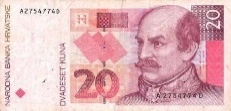 A2754774D
20
NARODNA BANKA HRVATSKE
DVADESET KUNA
20
A2754774D